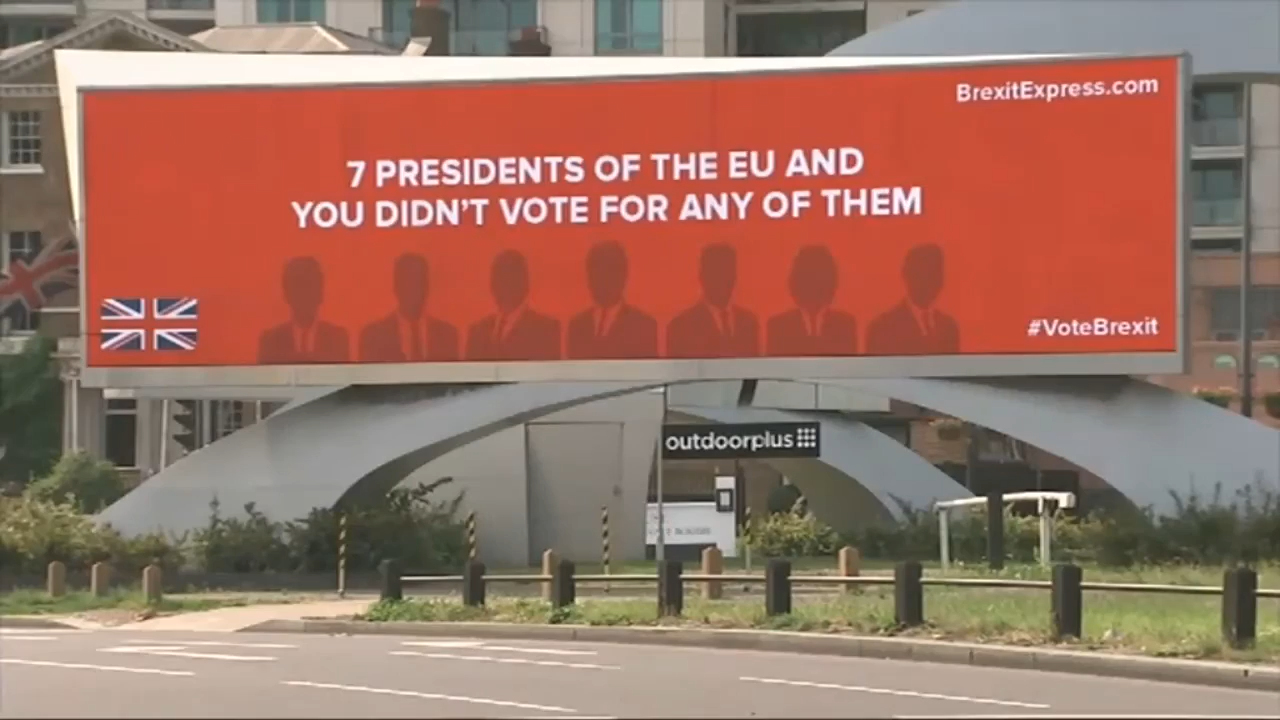 BrexitExpress.com
7 PRESIDENTS OF THE EU AND
YOU DIDN'T VOTE FOR ANY OF THEM
#VoteBrexit
outdoorplus